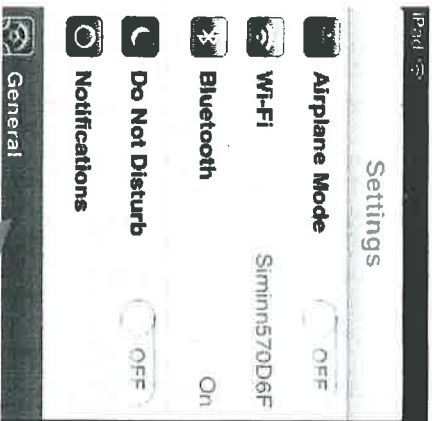 iPad
Settings
Airplane Mode OFF
Wi-Fi Siminn570D6F
Bluetooth On
Do Not Disturb OFF
Notifications
General